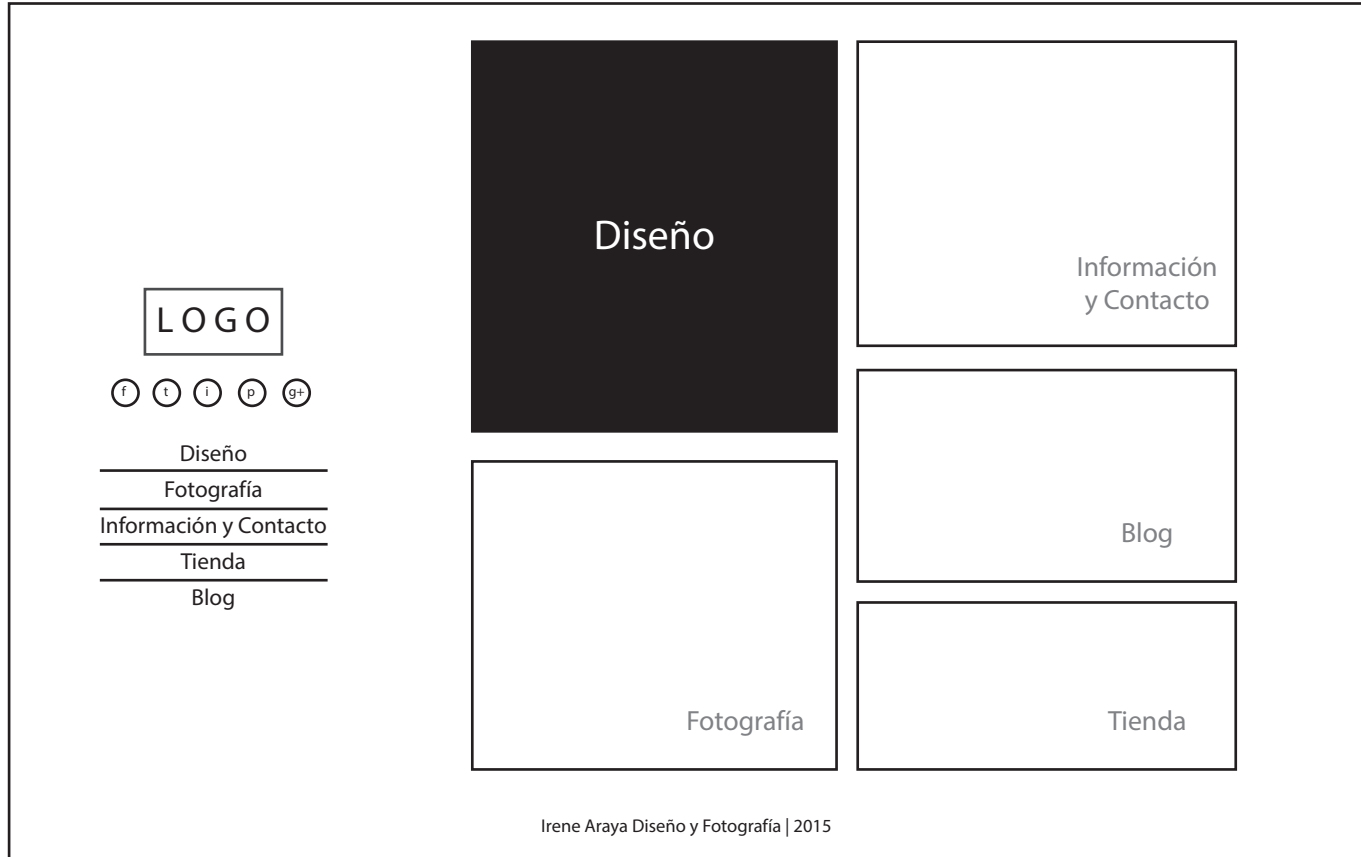 LOGO
f t i p g+
Diseño
Fotografía
Información y Contacto
Tienda
Blog
Diseño
Fotografía
Información
y Contacto
Blog
Tienda
Irene Araya Diseño y Fotografía | 2015